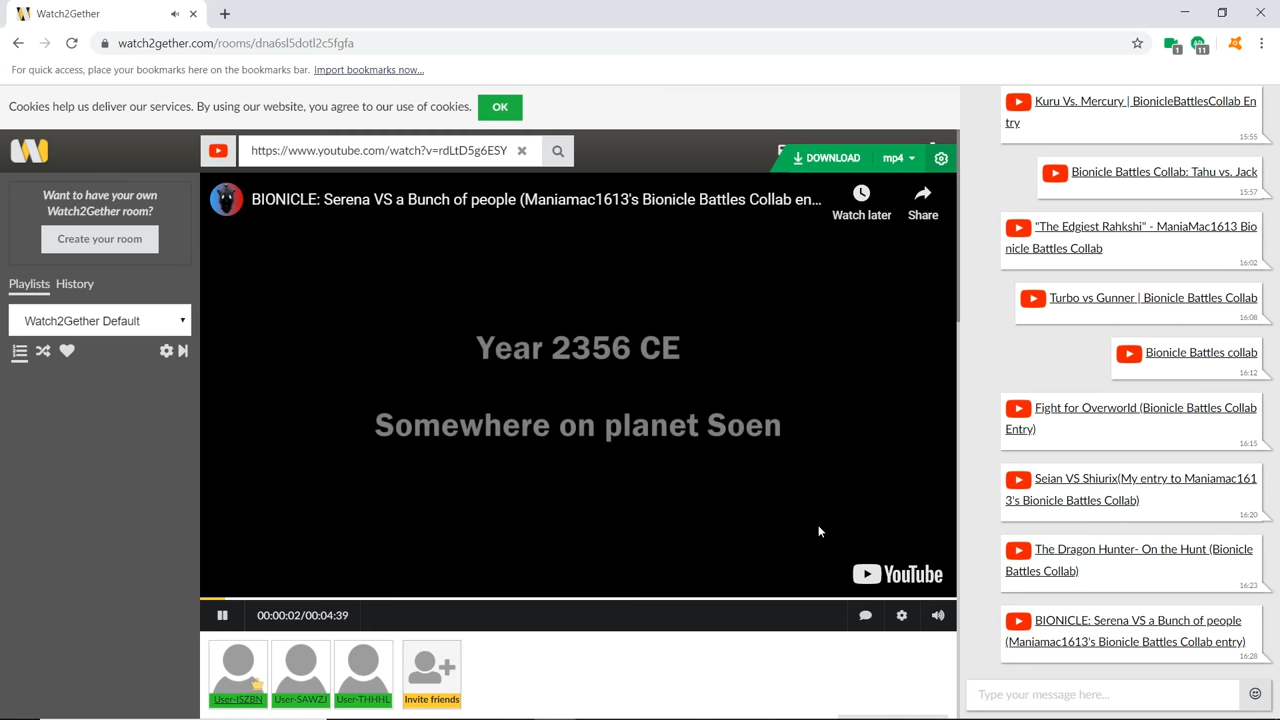 Watch2Gether
watch2gether.com/rooms/dna6sl5dotl2c5fgfa
1
11
For quick access, place your bookmarks here on the bookmarks bar. Import bookmarks now...
Cookies help us deliver our services. By using our website, you agree to our use of cookies. OK
https://www.youtube.com/watch?v=rdLtD5g6ESY
DOWNLOAD mp4
Want to have your own
Watch2Gether room?
Create your room
Playlists History
Watch2Gether Default
BIONICLE: Serena VS a Bunch of people (Maniamac1613's Bionicle Battles Collab en...
Watch later
Share
Year 2356 CE
Somewhere on planet Soen
YouTube
00:00:02/00:04:39
User-ISZBN
User-SAWZJ
User-THHHL
Invite friends
Kuru Vs. Mercury | BionicleBattlesCollab En
try
15:55
Bionicle Battles Collab: Tahu vs. Jack
15:57
"The Edgiest Rahkshi" - ManiaMac1613 Bio
nicle Battles Collab
16:02
Turbo vs Gunner | Bionicle Battles Collab
16:08
Bionicle Battles collab
16:12
Fight for Overworld (Bionicle Battles Collab
Entry)
16:15
Seian VS Shiurix(My entry to Maniamac161
3's Bionicle Battles Collab)
16:20
The Dragon Hunter- On the Hunt (Bionicle
Battles Collab)
16:23
BIONICLE: Serena VS a Bunch of people
(Maniamac1613's Bionicle Battles Collab entry)
16:28
Type your message here...